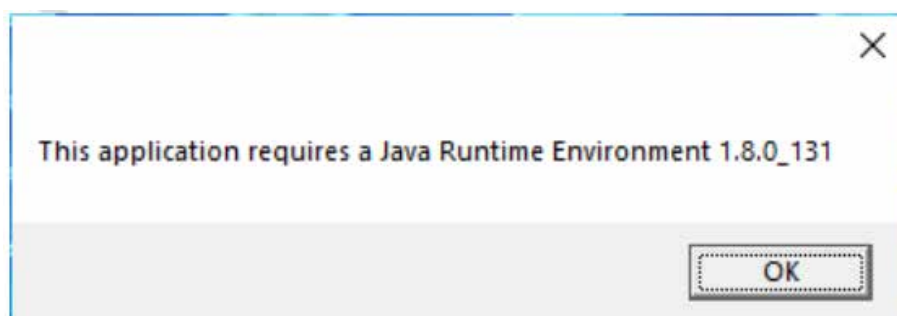 This application requires a Java Runtime Environment 1.8.0_131
OK